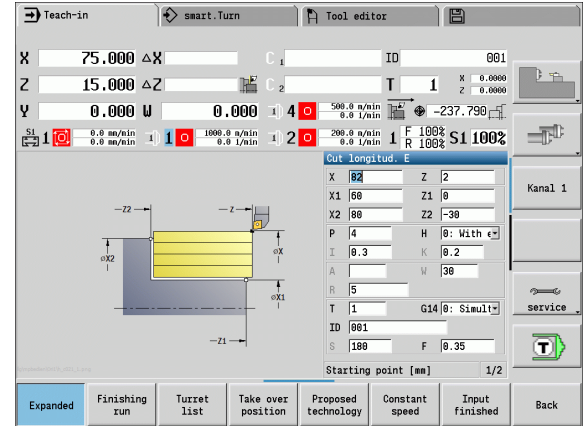 Teach-in smart.Turn Tool editor
X 75.000 △X C 1 ID 001
Z 15.000 △Z C 2 T 1 X 0.0000
Z 0.0000
Y 0.000 W 0.000 4 0 500.0 m/min -237.790
0.0 1/min
S1 1 0.0 mm/min 1 0 1000.0 m/min 2 0 200.0 m/min 1 F 100% S1 100%
0.0 mm/min 0.0 1/min 0.0 1/min R 100%
Cut longitud. E
X 82 Z 2
X1 60 Z1 0
X2 80 Z2 -30
P 4 H 0: With e
I 0.3 K 0.2
A W 30
R 5
T 1 G14 0: Simult
ID 001
S 180 F 0.35
Starting point [mm] 1/2
Z2 Z
øX2 øX
øX1
Z1
Kanal 1
service
T
Expanded
Finishing run
Turret list
Take over position
Proposed technology
Constant speed
Input finished
Back